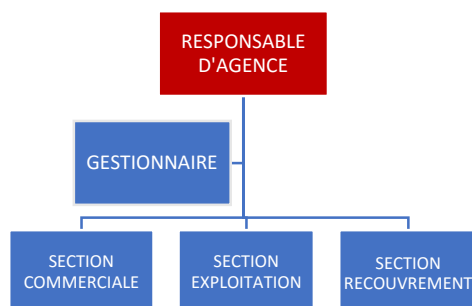 RESPONSABLE
D'AGENCE
GESTIONNAIRE
SECTION
COMMERCIALE
SECTION
EXPLOITATION
SECTION
RECOUVREMENT